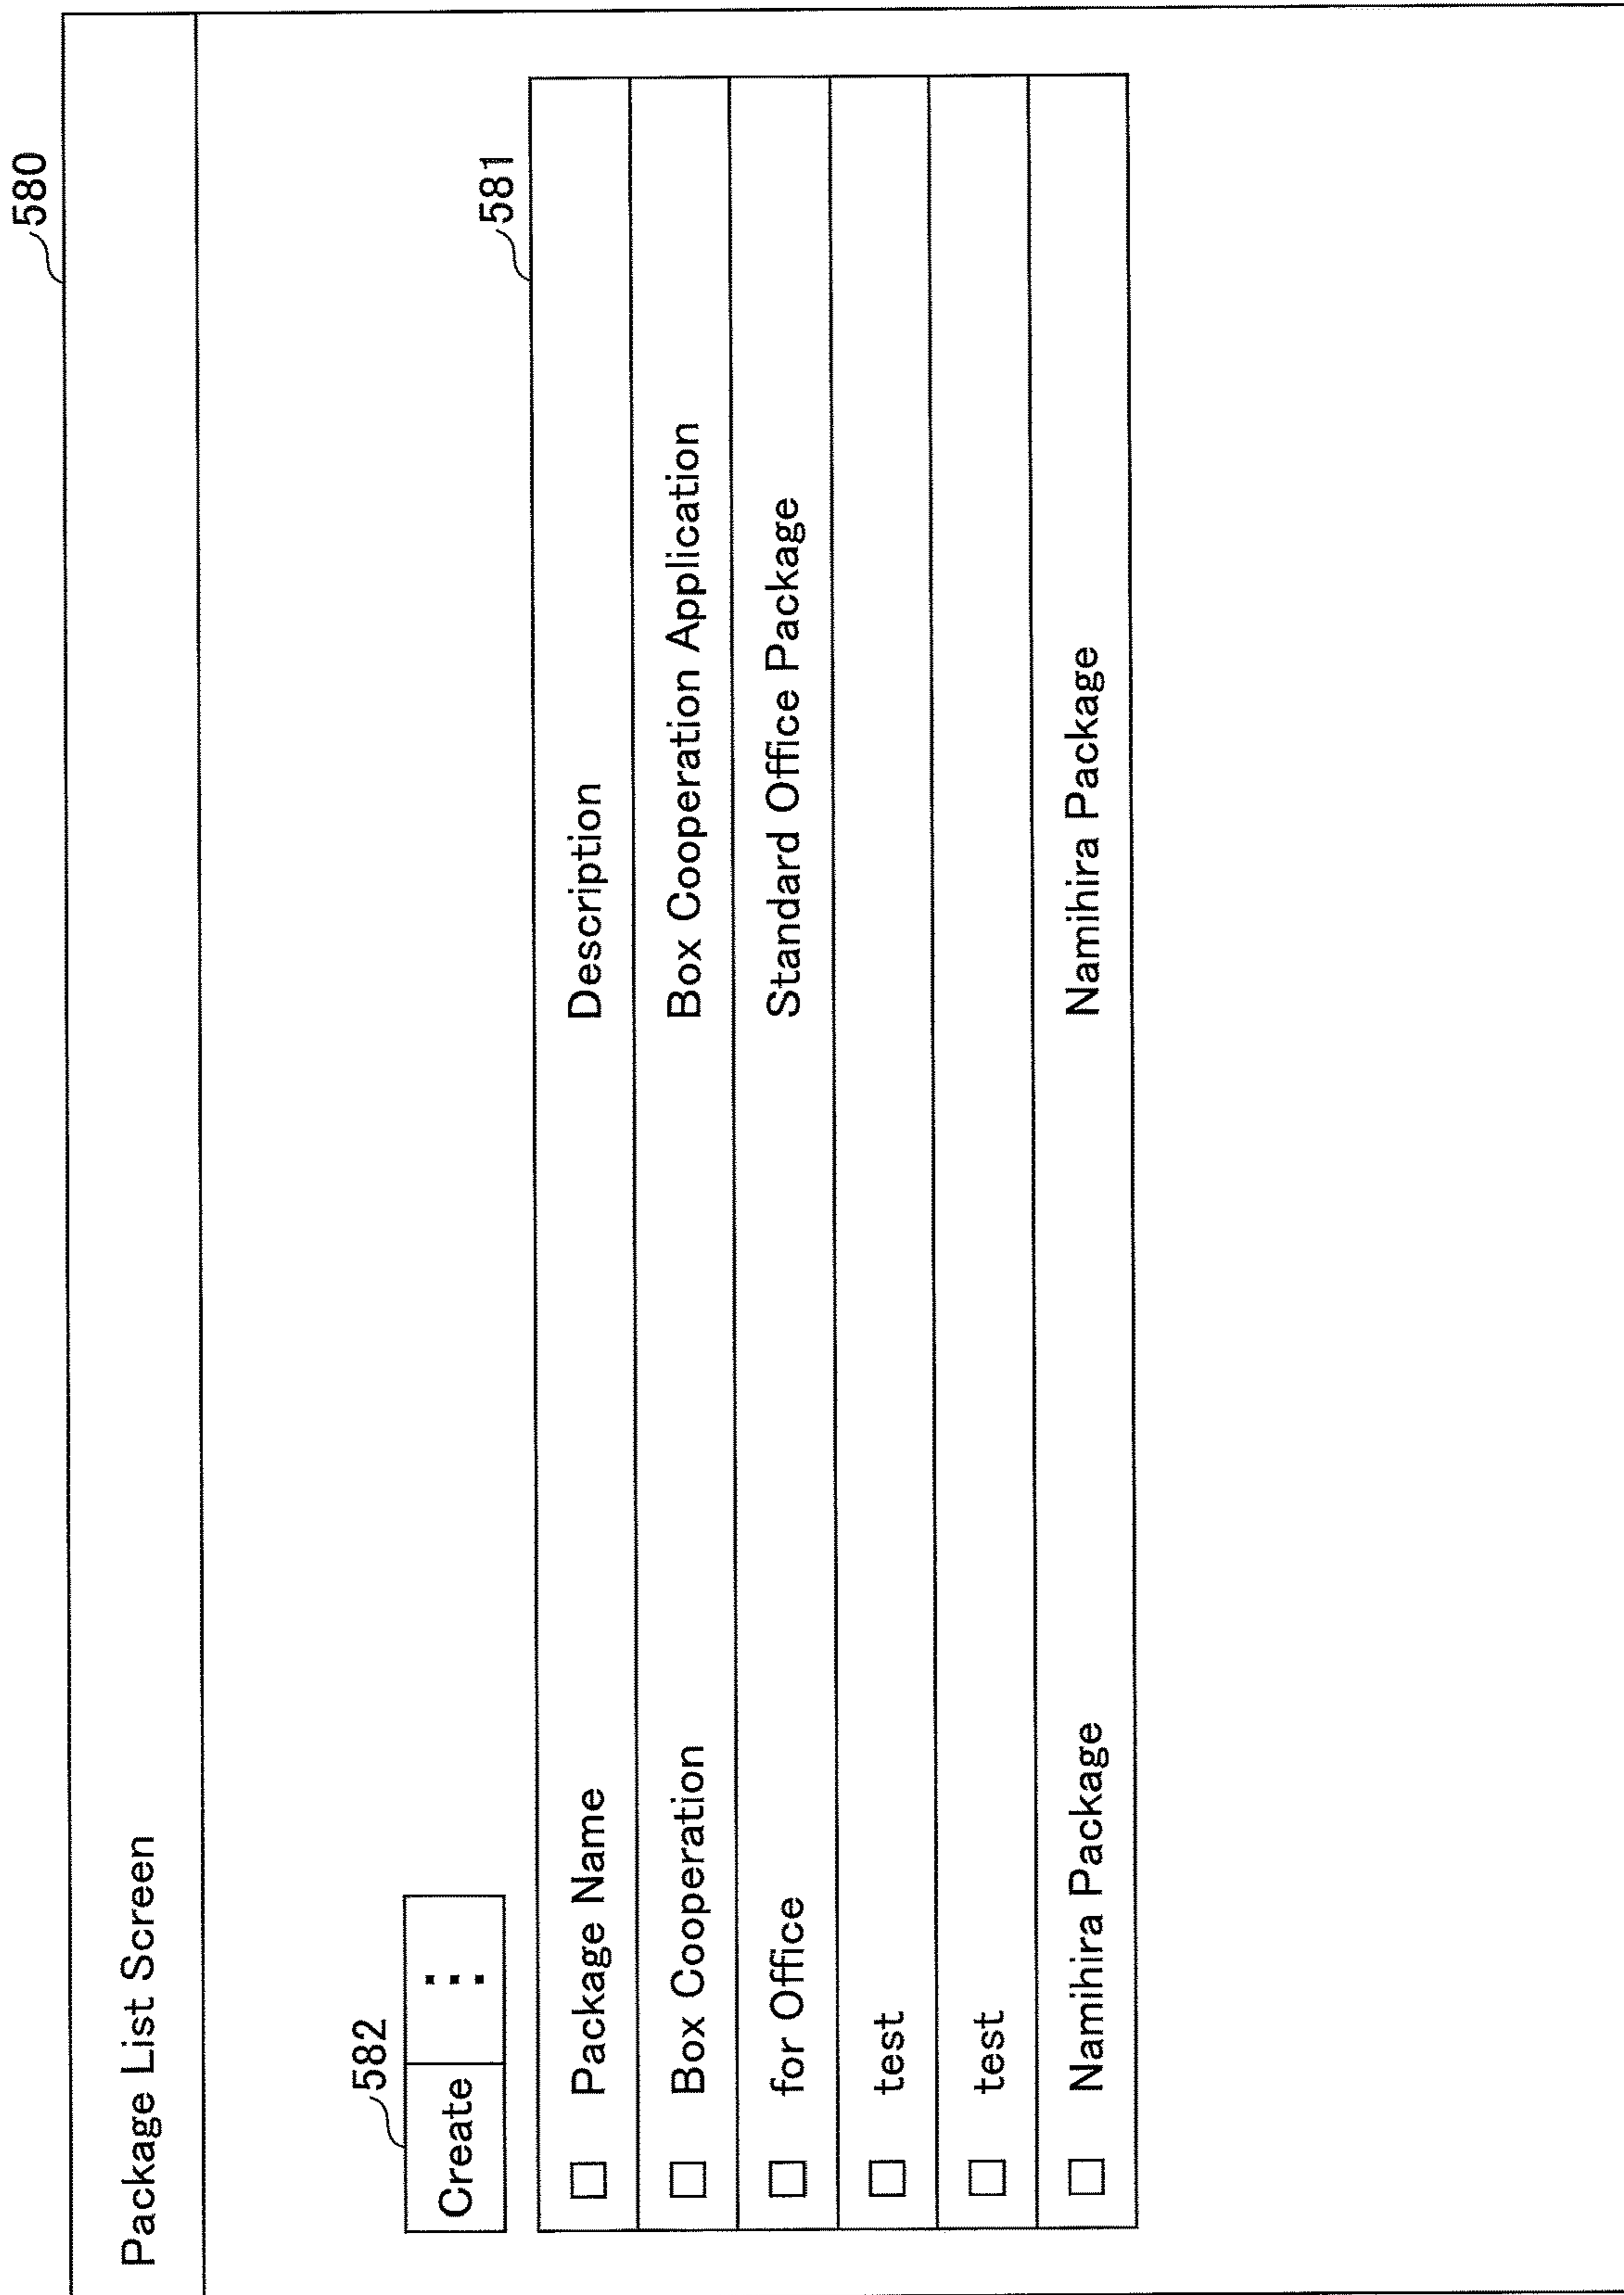 580
Package List Screen
582
Create ...
581
☐ Package Name Description
☐ Box Cooperation Box Cooperation Application
☐ for Office Standard Office Package
☐ test
☐ test
☐ Namihira Package Namihira Package